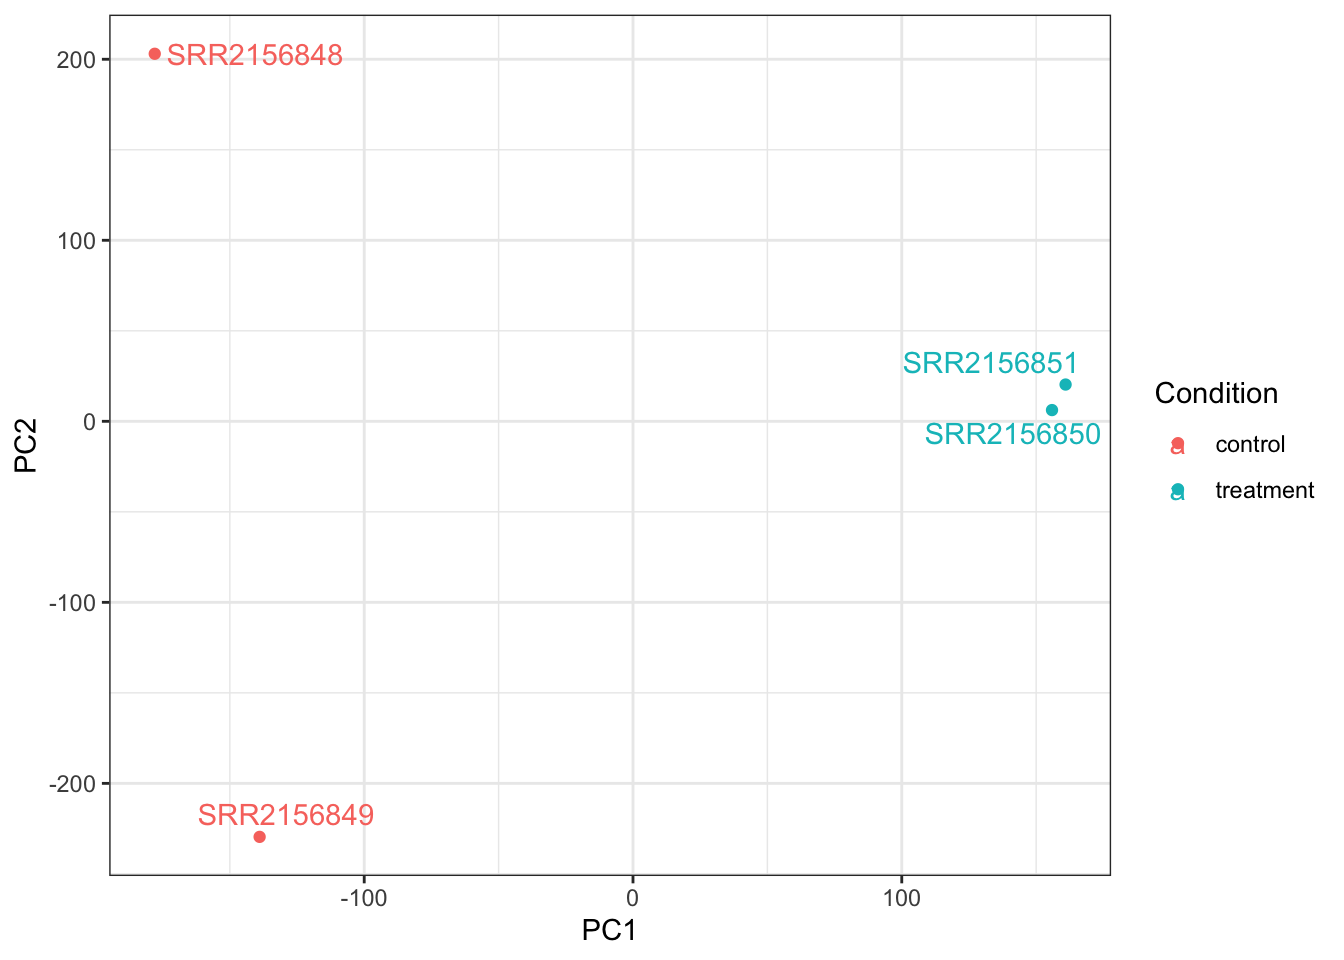 200
100
0
-100
-200
PC2
SRR2156848
SRR2156851
SRR2156850
SRR2156849
-100
0
100
PC1
Condition
a control
a treatment